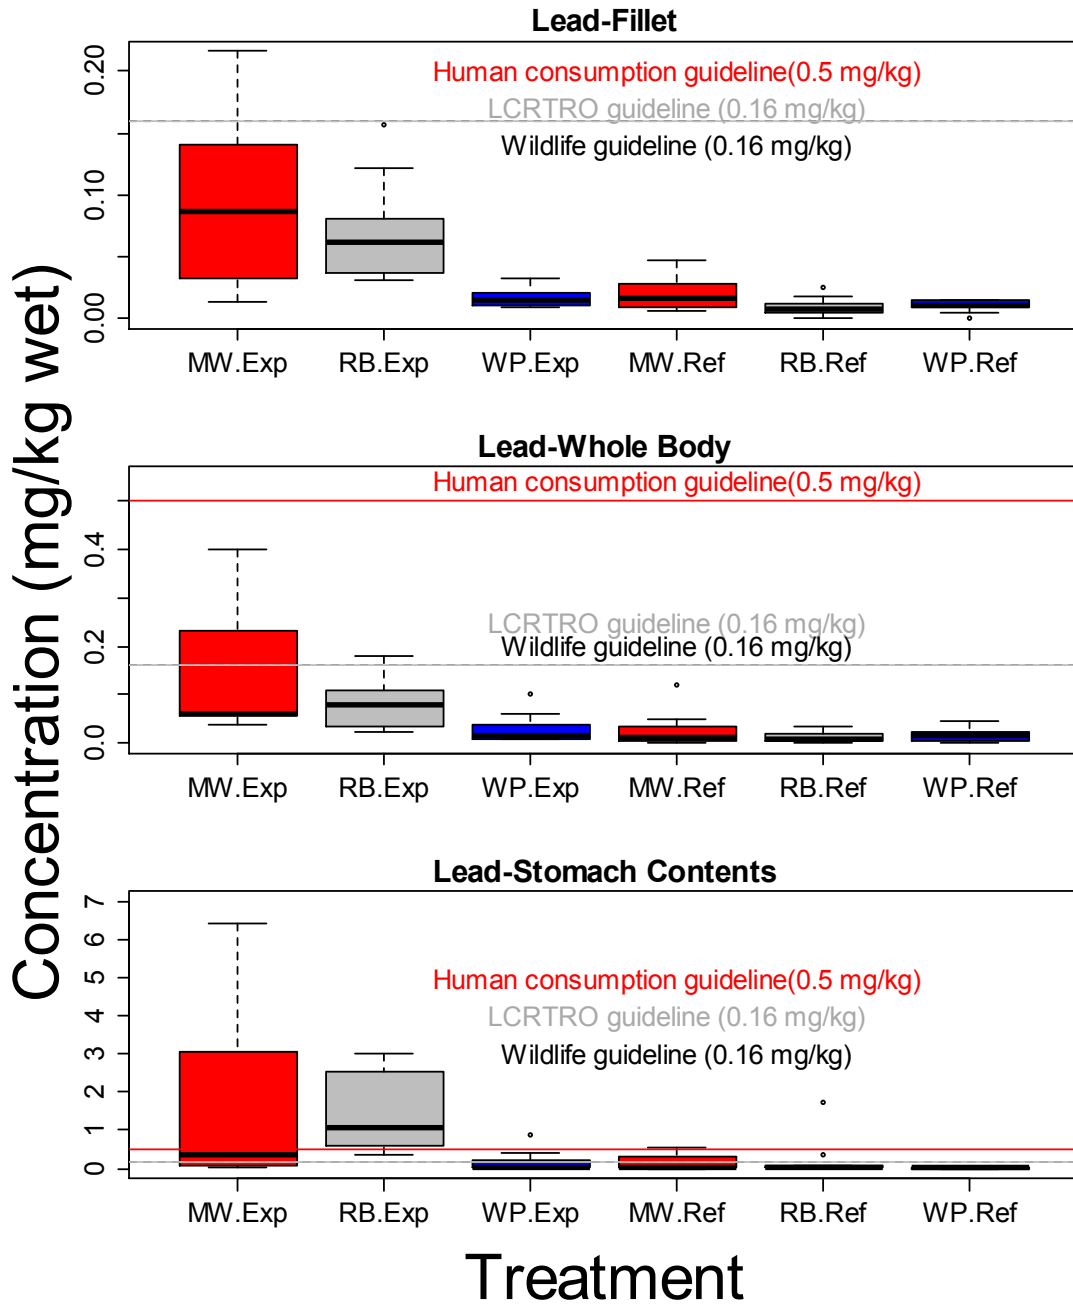 Lead-Fillet
Human consumption guideline(0.5 mg/kg)
LCRTRO guideline (0.16 mg/kg)
Wildlife guideline (0.16 mg/kg)
0.20
0.10
0.00
MW.Exp RB.Exp WP.Exp MW.Ref RB.Ref WP.Ref
Concentration (mg/kg wet)
Lead-Whole Body
Human consumption guideline(0.5 mg/kg)
LCRTRO guideline (0.16 mg/kg)
Wildlife guideline (0.16 mg/kg)
0.4
0.2
0.0
MW.Exp RB.Exp WP.Exp MW.Ref RB.Ref WP.Ref
Lead-Stomach Contents
Human consumption guideline(0.5 mg/kg)
LCRTRO guideline (0.16 mg/kg)
Wildlife guideline (0.16 mg/kg)
7
6
5
4
3
2
1
0
MW.Exp RB.Exp WP.Exp MW.Ref RB.Ref WP.Ref
Treatment